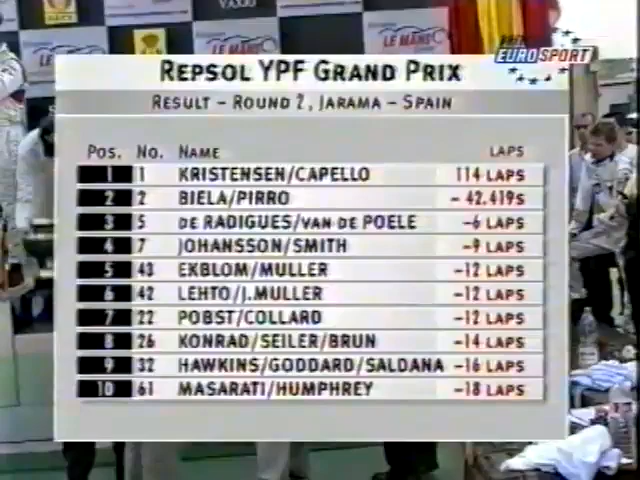 EUROSPORT
LE MANS
LE MANS
REPSOL YPF GRAND PRIX
RESULT - ROUND 2, JARAMA - SPAIN
POS. NO. NAME LAPS
1 1 KRISTENSEN/CAPELLO 114 LAPS
2 2 BIELA/PIRRO - 42.419S
3 5 DE RADIGUES/VAN DE POELE -6 LAPS
4 7 JOHANSSON/SMITH -9 LAPS
5 43 EKBLOM/MULLER -12 LAPS
6 42 LEHTO/J.MULLER -12 LAPS
7 22 POBST/COLLARD -12 LAPS
8 26 KONRAD/SEILER/BRUN -14 LAPS
9 32 HAWKINS/GODDARD/SALDANA -16 LAPS
10 61 MASARATI/HUMPHREY -18 LAPS